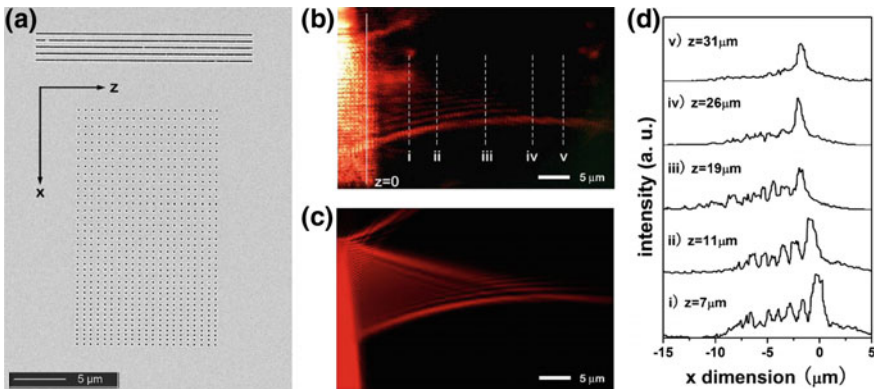 (a)
z
x
5 μm
(b)
i
ii
iii
iv
v
z=0
5 μm
(c)
5 μm
(d)
intensity (a. u.)
v) z=31μm
iv) z=26μm
iii) z=19μm
ii) z=11μm
i) z=7μm
-15 -10 -5 0 5
x dimension (μm)